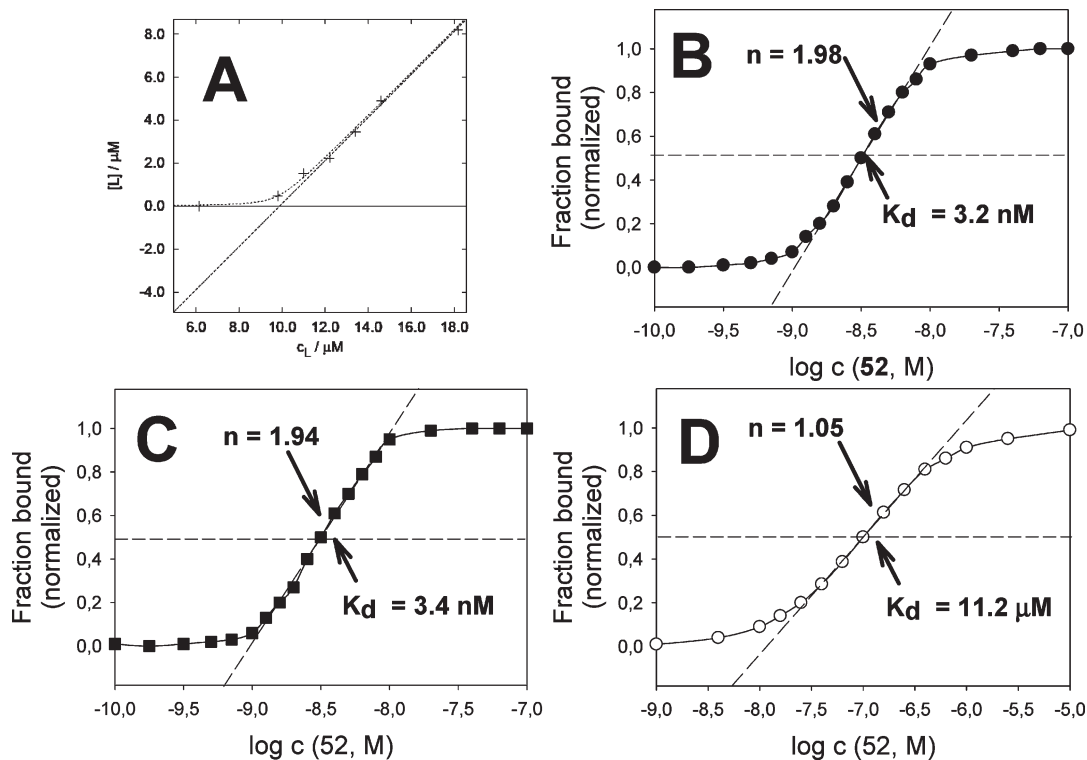 A
[L] / μM
8.0
6.0
4.0
2.0
0.0
-2.0
-4.0
6.0 8.0 10.0 12.0 14.0 16.0 18.0
cL / μM
B
n = 1.98
Kd = 3.2 nM
Fraction bound
(normalized)
1,0
0,8
0,6
0,4
0,2
0,0
-10,0 -9,5 -9,0 -8,5 -8,0 -7,5 -7,0
log c (52, M)
C
n = 1.94
Kd = 3.4 nM
Fraction bound
(normalized)
1,0
0,8
0,6
0,4
0,2
0,0
-10,0 -9,5 -9,0 -8,5 -8,0 -7,5 -7,0
log c (52, M)
D
n = 1.05
Kd = 11.2 μM
Fraction bound
(normalized)
1,0
0,8
0,6
0,4
0,2
0,0
-9,0 -8,5 -8,0 -7,5 -7,0 -6,5 -6,0 -5,5 -5,0
log c (52, M)